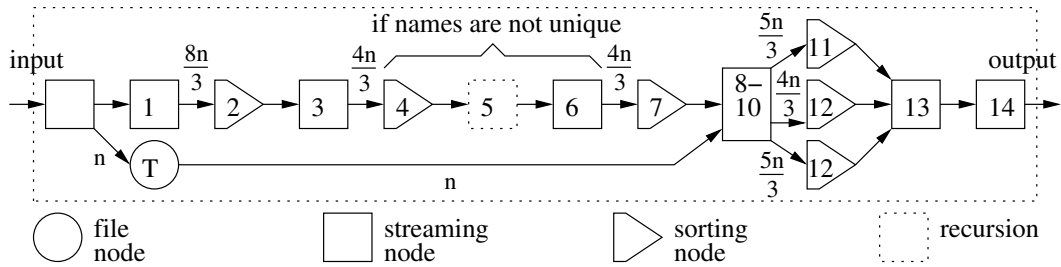 if names are not unique
input
8n/3
4n/3
4n/3
5n/3
output
1
2
3
4
5
6
7
8–
10
11
4n/3
12
13
14
n
T
n
5n/3
12
file
node
streaming
node
sorting
node
recursion